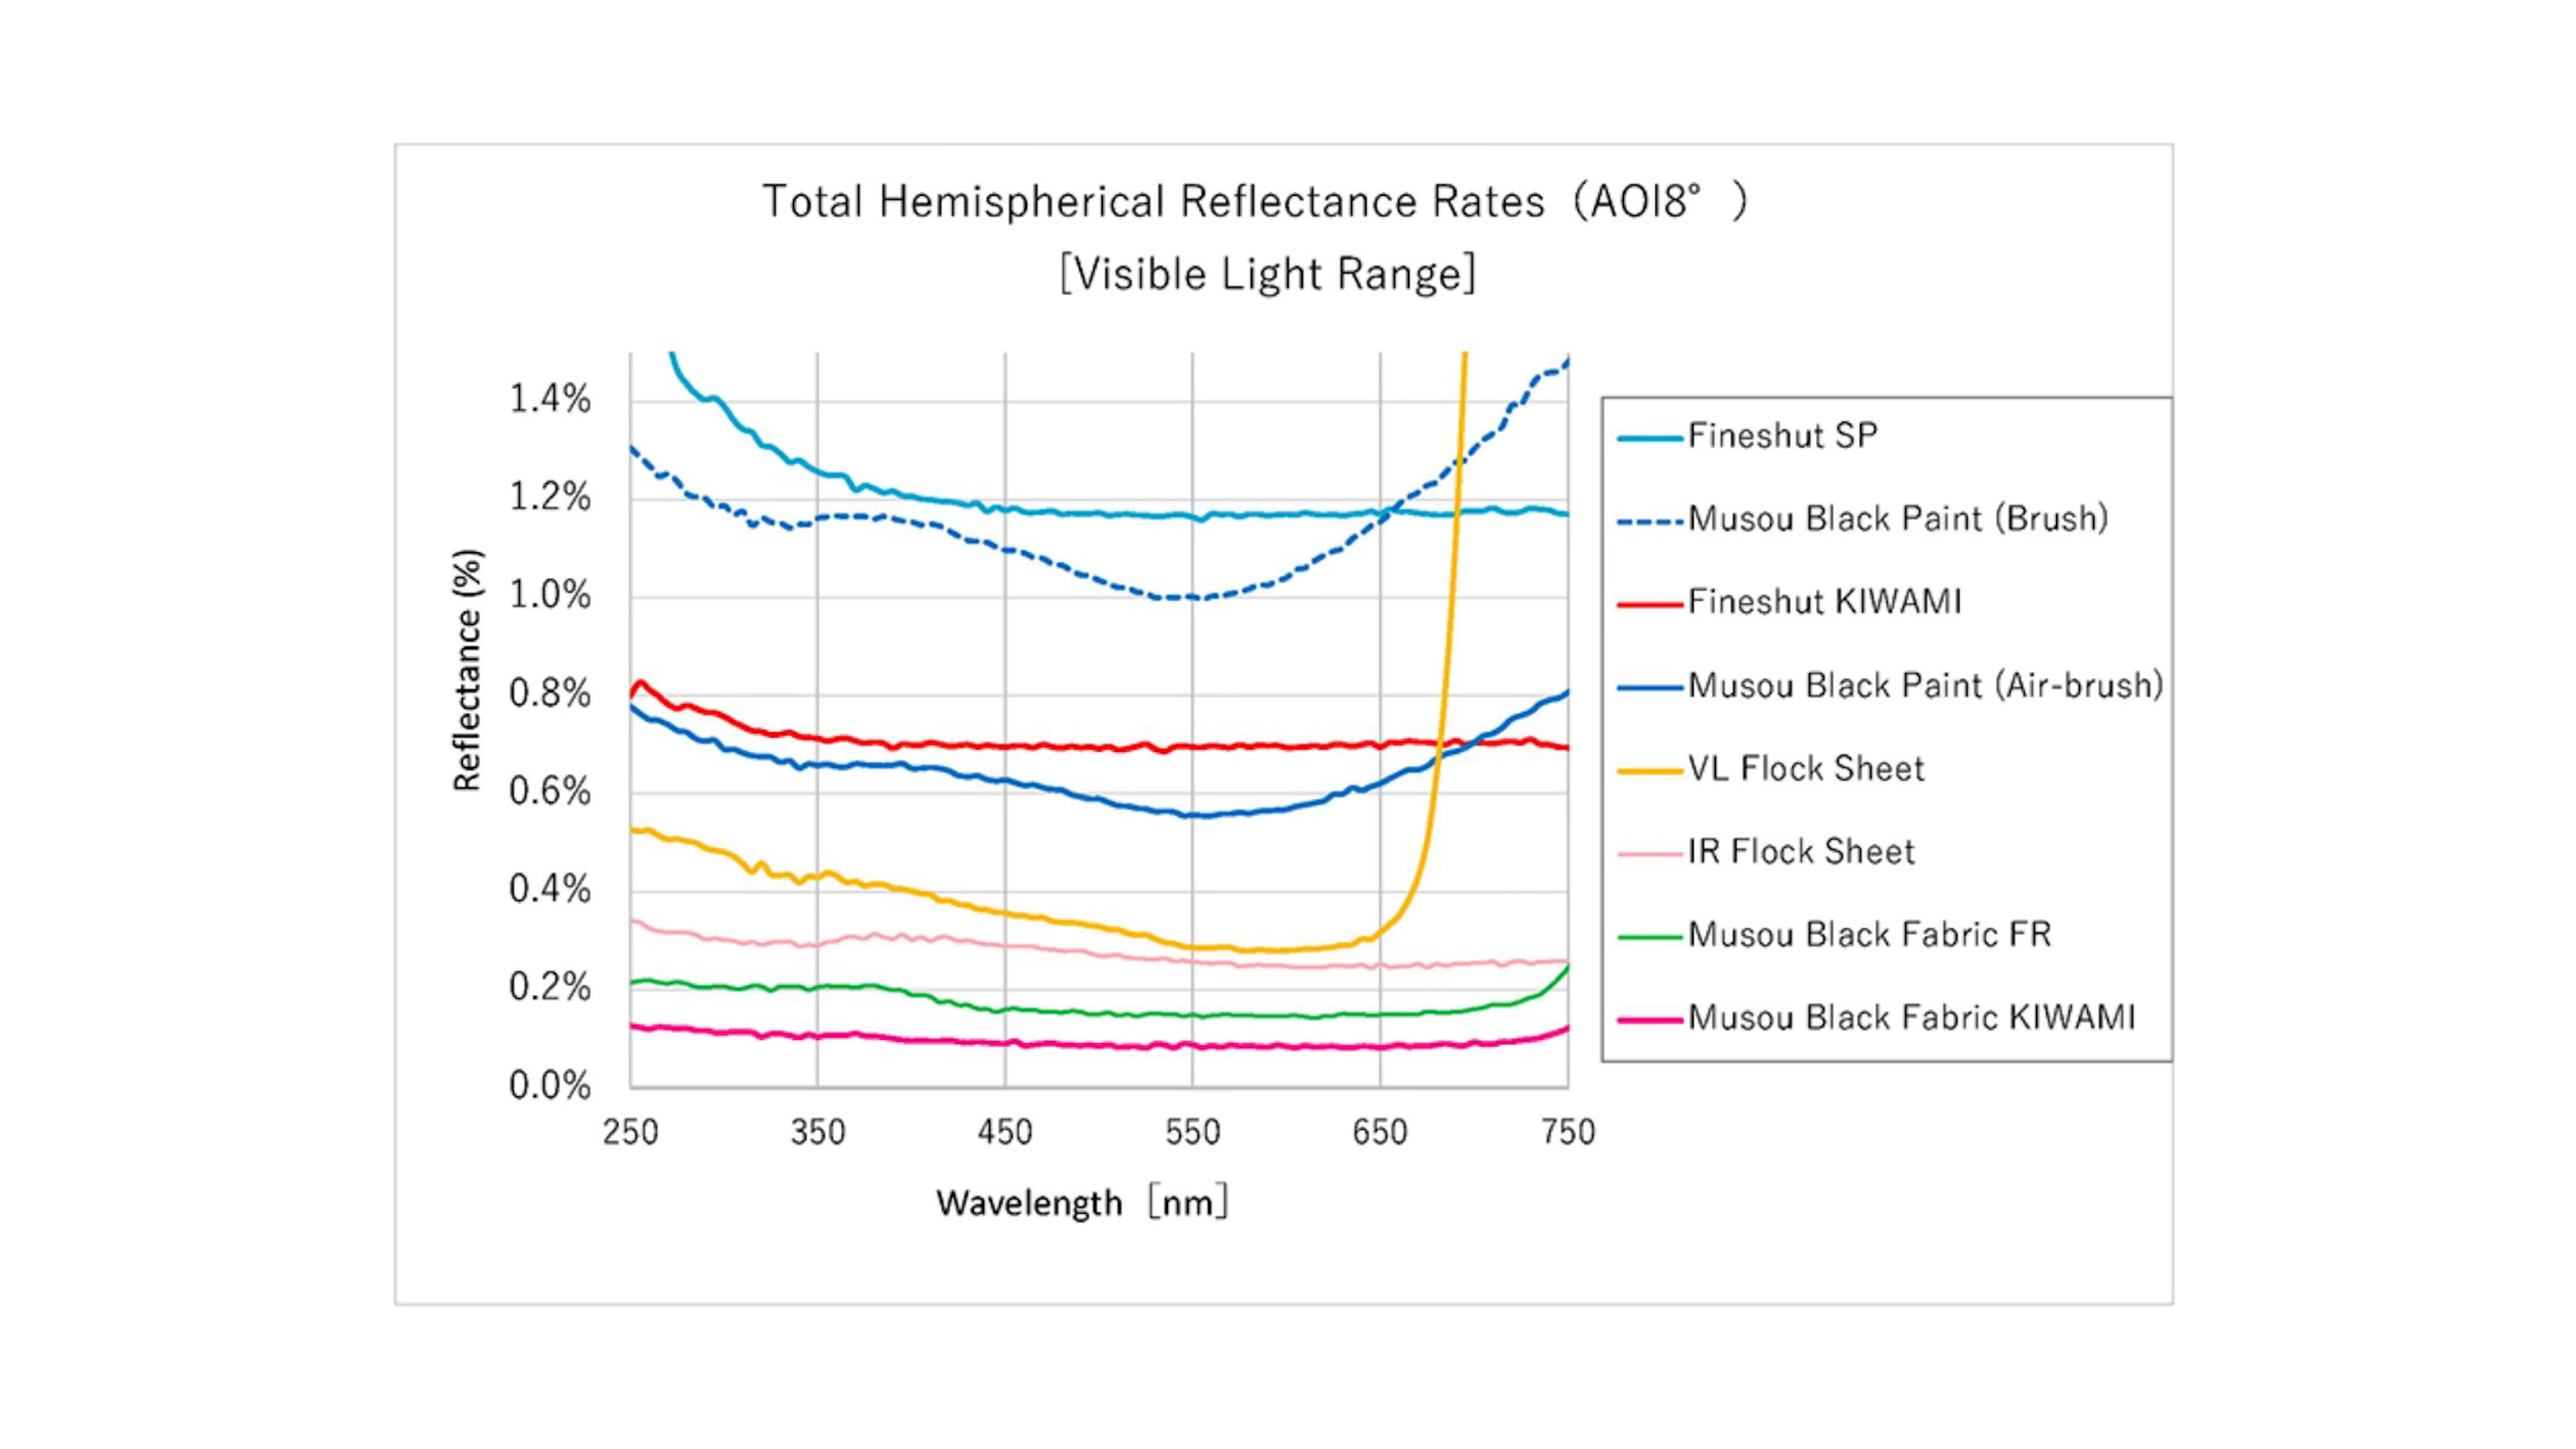 Total Hemispherical Reflectance Rates（AOI8°）
[Visible Light Range]
Reflectance (%)
1.4%
1.2%
1.0%
0.8%
0.6%
0.4%
0.2%
0.0%
250 350 450 550 650 750
Wavelength［nm］
Fineshut SP
Musou Black Paint (Brush)
Fineshut KIWAMI
Musou Black Paint (Air-brush)
VL Flock Sheet
IR Flock Sheet
Musou Black Fabric FR
Musou Black Fabric KIWAMI